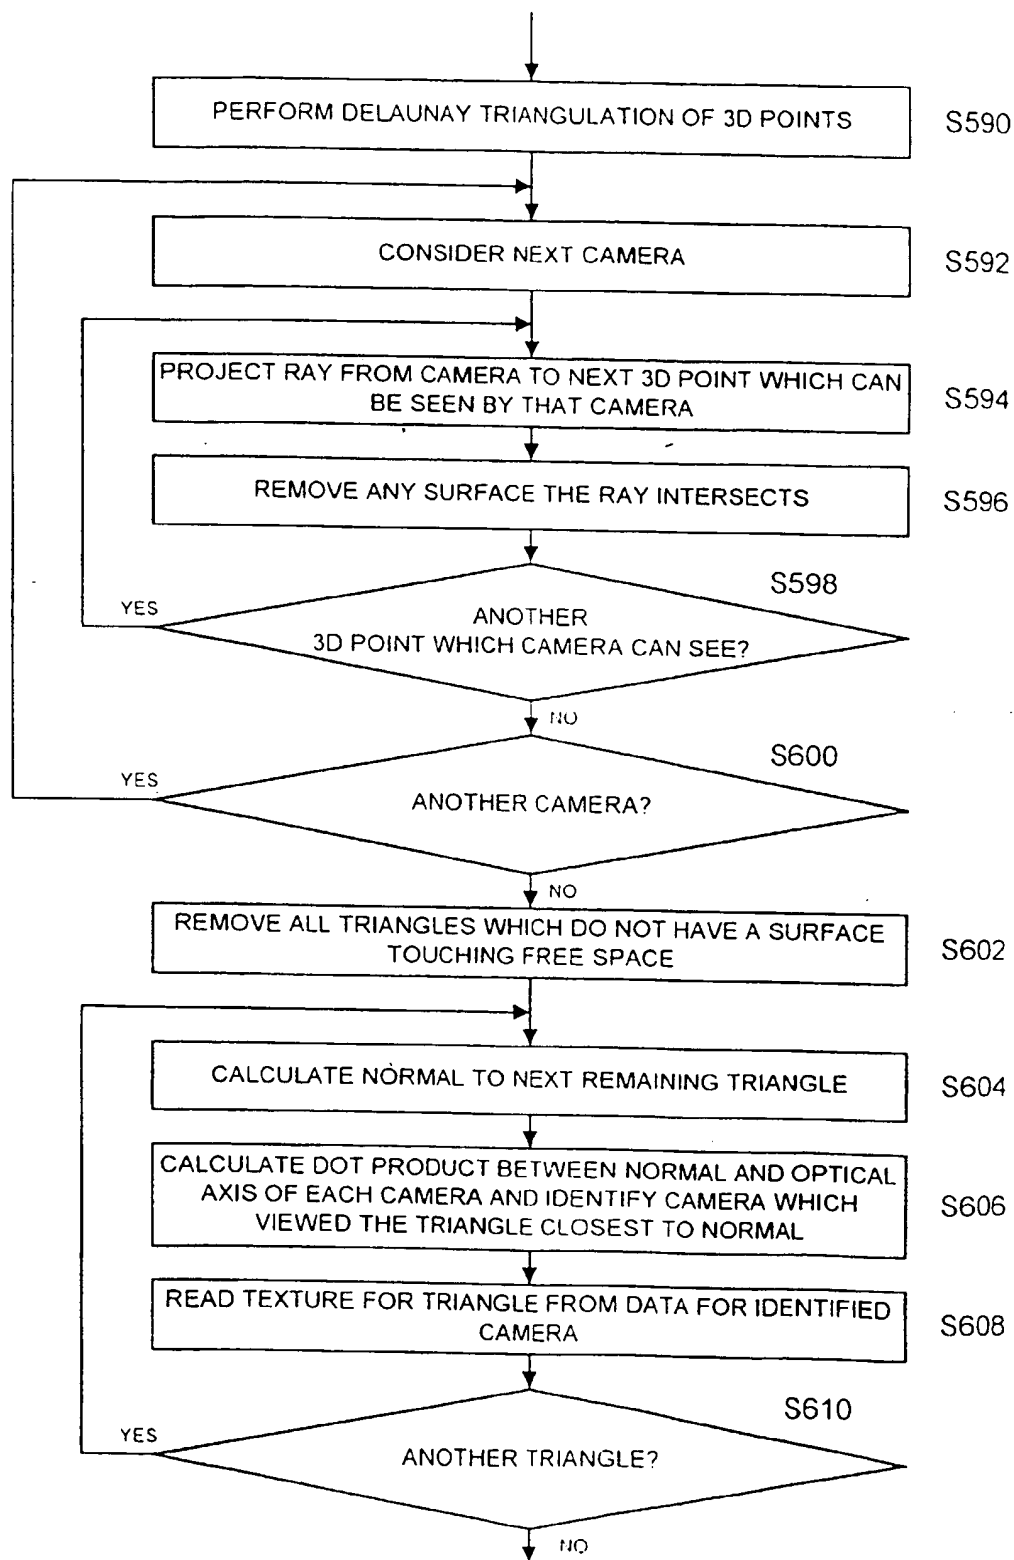 PERFORM DELAUNAY TRIANGULATION OF 3D POINTS
S590
CONSIDER NEXT CAMERA
S592
PROJECT RAY FROM CAMERA TO NEXT 3D POINT WHICH CAN
BE SEEN BY THAT CAMERA
S594
REMOVE ANY SURFACE THE RAY INTERSECTS
S596
S598
YES
ANOTHER
3D POINT WHICH CAMERA CAN SEE?
NO
S600
YES
ANOTHER CAMERA?
NO
REMOVE ALL TRIANGLES WHICH DO NOT HAVE A SURFACE
TOUCHING FREE SPACE
S602
CALCULATE NORMAL TO NEXT REMAINING TRIANGLE
S604
CALCULATE DOT PRODUCT BETWEEN NORMAL AND OPTICAL
AXIS OF EACH CAMERA AND IDENTIFY CAMERA WHICH
VIEWED THE TRIANGLE CLOSEST TO NORMAL
S606
READ TEXTURE FOR TRIANGLE FROM DATA FOR IDENTIFIED
CAMERA
S608
S610
YES
ANOTHER TRIANGLE?
NO